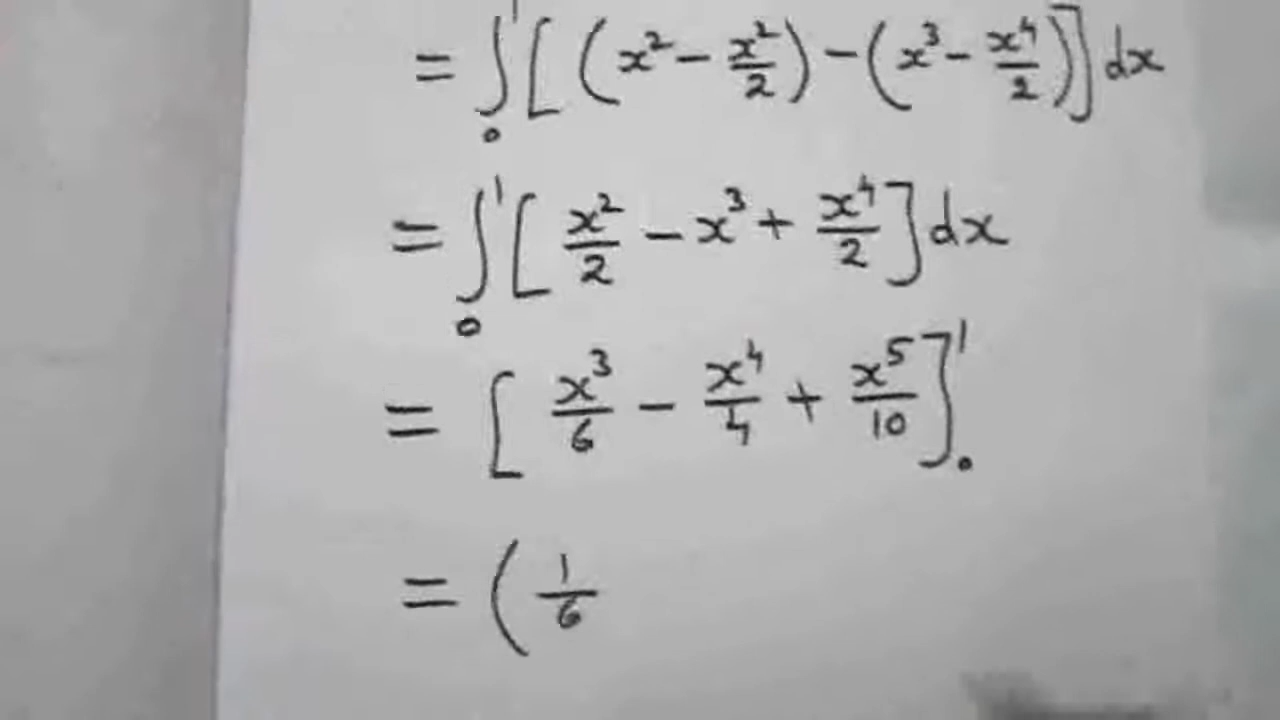 = ∫₀¹ [ (x² - x²/2) - (x³ - x⁴/2) ] dx
= ∫₀¹ [ x²/2 - x³ + x⁴/2 ] dx
= [ x³/6 - x⁴/4 + x⁵/10 ]₀¹
= ( 1/6